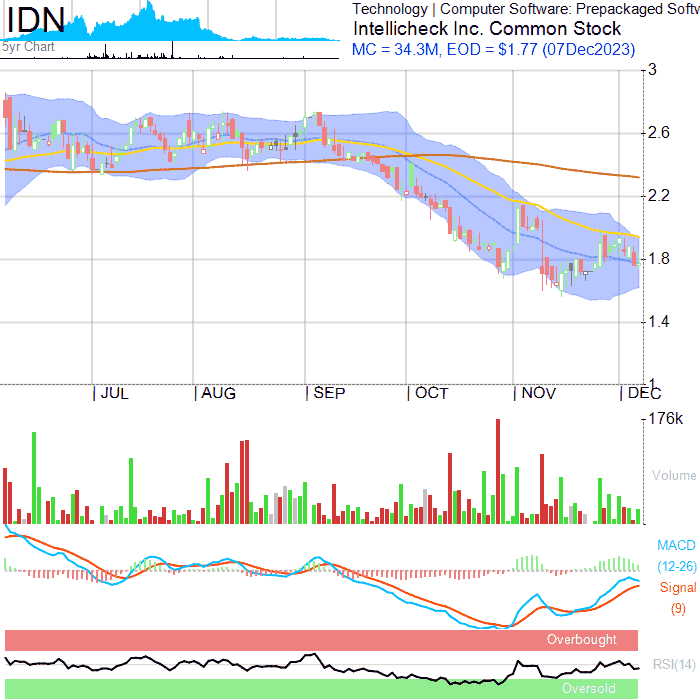 IDN
5yr Chart
Technology | Computer Software: Prepackaged Softw
Intellicheck Inc. Common Stock
MC = 34.3M, EOD = $1.77 (07Dec2023)
3
2.6
2.2
1.8
1.4
1
JUL AUG SEP OCT NOV DEC
176k
Volume
MACD
(12-26)
Signal
(9)
Overbought
RSI(14)
Oversold